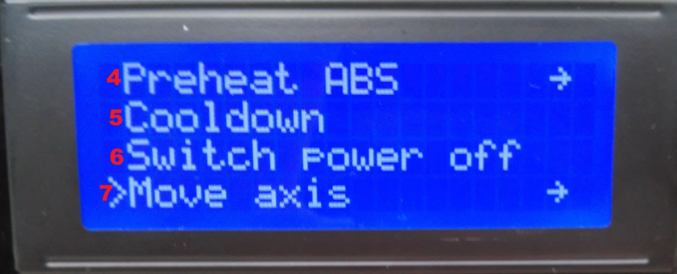 4Preheat ABS →
5Cooldown
6Switch power off
7>Move axis →